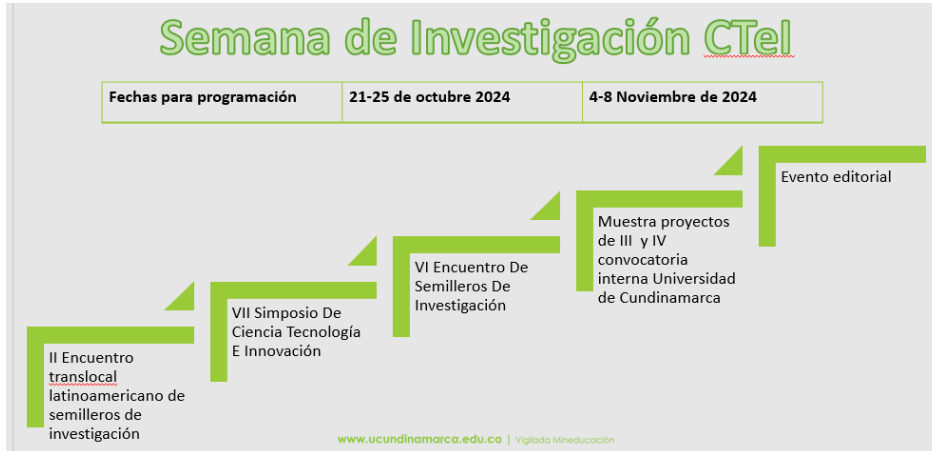 Semana de Investigación CTeI
Fechas para programación
21-25 de octubre 2024
4-8 Noviembre de 2024
II Encuentro
translocal
latinoamericano de
semilleros de
investigación
VII Simposio De
Ciencia Tecnología
E Innovación
VI Encuentro De
Semilleros De
Investigación
Muestra proyectos
de III y IV
convocatoria
interna Universidad
de Cundinamarca
Evento editorial
www.ucundinamarca.edu.co | Vigilada Mineducación